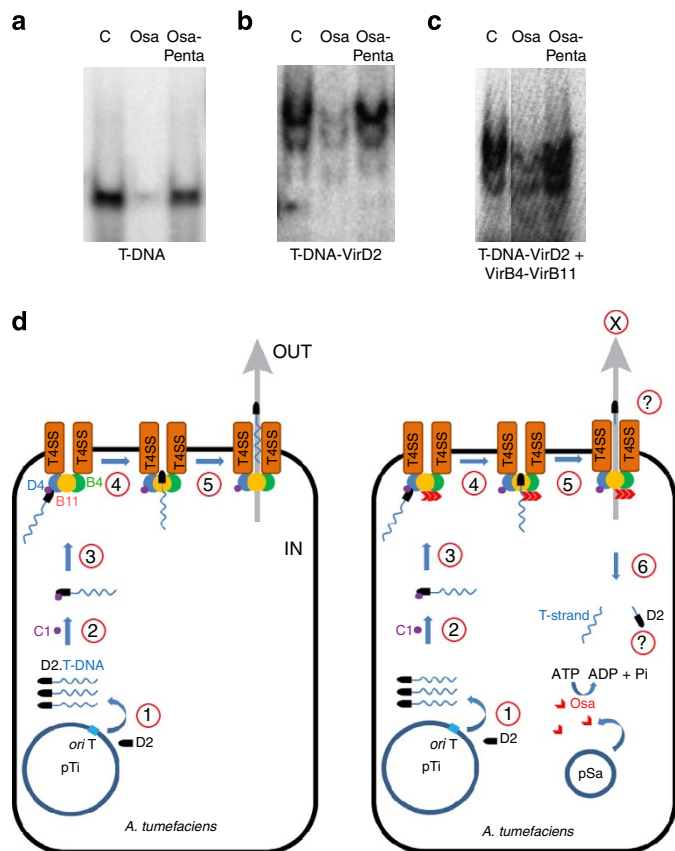 a
C Osa Osa-
Penta
T-DNA
b
C Osa Osa-
Penta
T-DNA-VirD2
c
C Osa Osa-
Penta
T-DNA-VirD2 +
VirB4-VirB11
d
OUT
T4SS T4SS T4SS T4SS T4SS T4SS
D4 B4
B11
4 5
IN
3
C1 2
D2.T-DNA
1
ori T D2
pTi
A. tumefaciens
X
?
T4SS T4SS T4SS T4SS T4SS T4SS
4 5
3 6
T-strand D2
C1 2 ?
ATP ADP + Pi
Osa
1
ori T D2
pTi pSa
A. tumefaciens